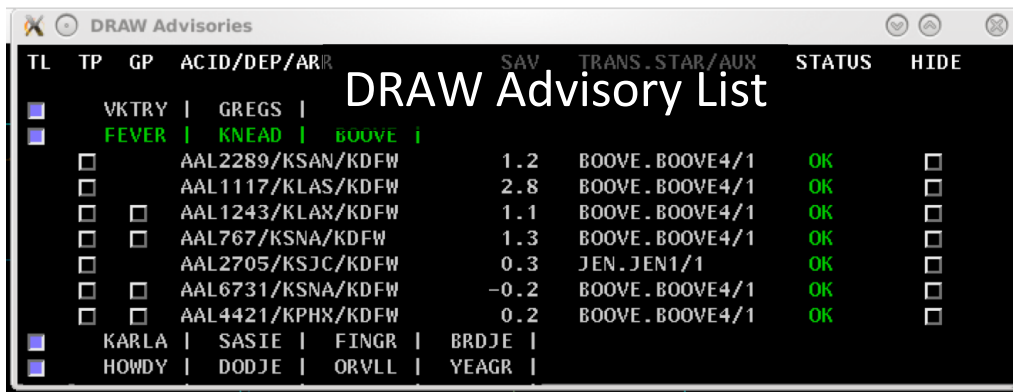 DRAW Advisories
TL TP GP ACID/DEP/ARR SAV TRANS.STAR/AUX STATUS HIDE
DRAW Advisory List
VKTRY | GREGS |
FEVER | KNEAD | BOOVE |
AAL2289/KSAN/KDFW 1.2 BOOVE.BOOVE4/1 OK
AAL1117/KLAS/KDFW 2.8 BOOVE.BOOVE4/1 OK
AAL1243/KLAX/KDFW 1.1 BOOVE.BOOVE4/1 OK
AAL767/KSNA/KDFW 1.3 BOOVE.BOOVE4/1 OK
AAL2705/KSJC/KDFW 0.3 JEN.JEN1/1 OK
AAL6731/KSNA/KDFW -0.2 BOOVE.BOOVE4/1 OK
AAL4421/KPHX/KDFW 0.2 BOOVE.BOOVE4/1 OK
KARLA | SASIE | FINGR | BRDJE |
HOWDY | DODJE | ORVLL | YEAGR |